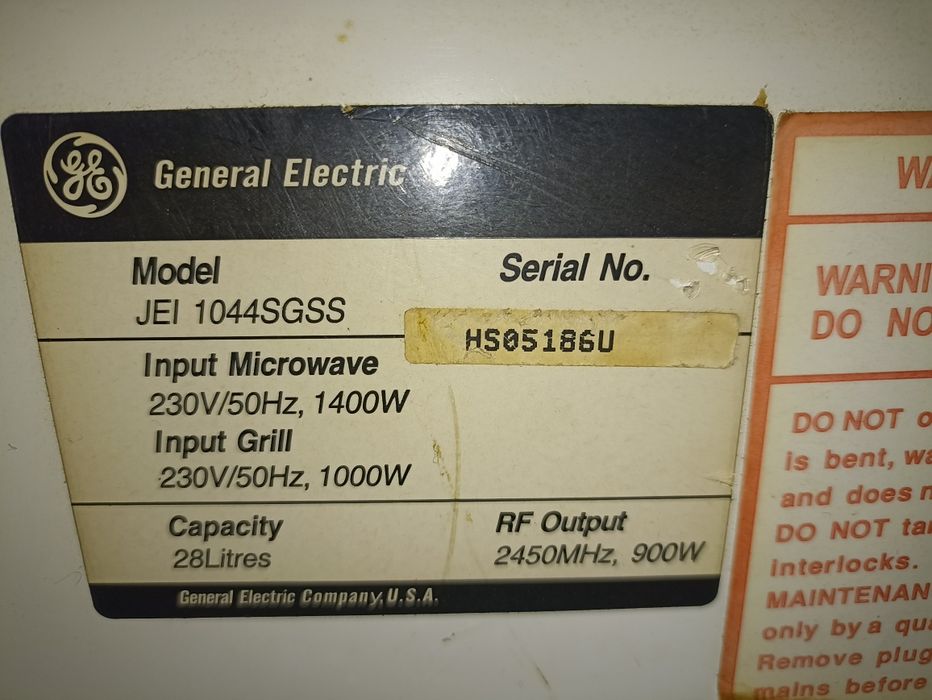 GE
General Electric
Model
Serial No.
JEI 1044SGSS
HS05186U
Input Microwave
230V/50Hz, 1400W
Input Grill
230V/50Hz, 1000W
Capacity
RF Output
28Litres
2450MHz, 900W
General Electric Company, U.S.A.
DO NOT
DO NOT
is bent,
and does
DO NOT
interlocks.
only by a
Remove
mains before